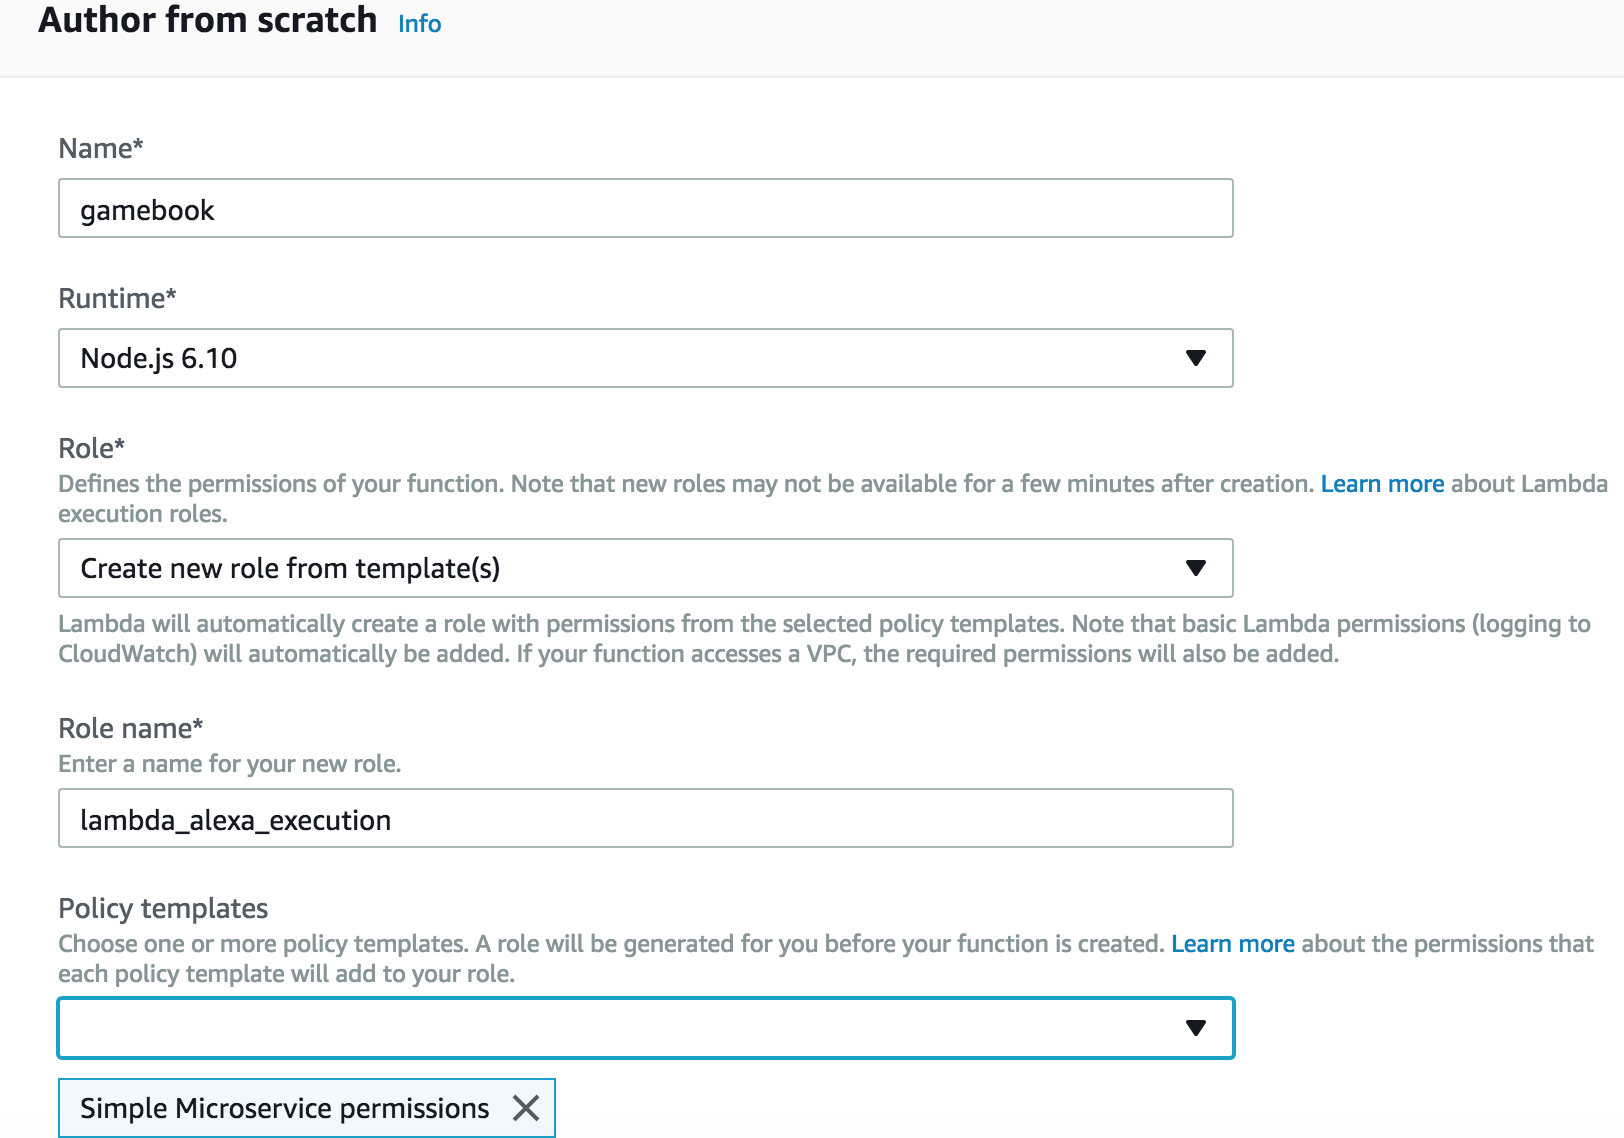 Author from scratch Info
Name*
gamebook
Runtime*
Node.js 6.10
Role*
Defines the permissions of your function. Note that new roles may not be available for a few minutes after creation. Learn more about Lambda
execution roles.
Create new role from template(s)
Lambda will automatically create a role with permissions from the selected policy templates. Note that basic Lambda permissions (logging to
CloudWatch) will automatically be added. If your function accesses a VPC, the required permissions will also be added.
Role name*
Enter a name for your new role.
lambda_alexa_execution
Policy templates
Choose one or more policy templates. A role will be generated for you before your function is created. Learn more about the permissions that
each policy template will add to your role.
Simple Microservice permissions